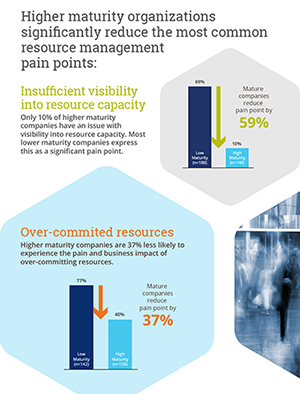 Higher maturity organizations
significantly reduce the most common
resource management
pain points:
Insufficient visibility
into resource capacity
Only 10% of higher maturity
companies have an issue with
visibility into resource capacity. Most
lower maturity companies express
this as a significant pain point.
69%
10%
Low
Maturity
(n=180)
High
Maturity
Mature
companies
reduce
pain point by
59%
Over-commited resources
Higher maturity companies are 37% less likely to
experience the pain and business impact of
over-committing resources.
77%
40%
Low
Maturity
(n=142)
High
Maturity
Mature
companies
reduce
pain point by
37%